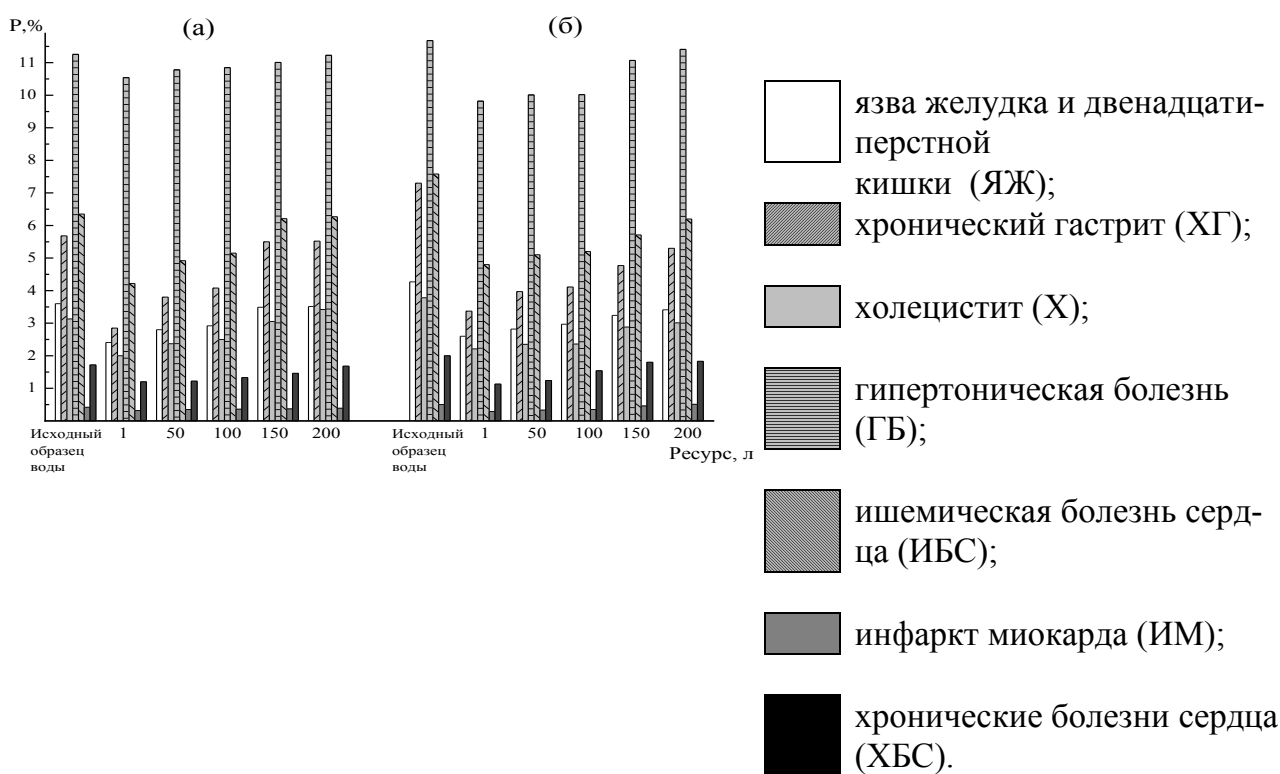 P,%
(а)
(б)
11
10
9
8
7
6
5
4
3
2
1
Исходный
образец
воды
1
50
100
150
200
Исходный
образец
воды
1
50
100
150
200
Ресурс, л
язва желудка и двенадцати-
перстной
кишки (ЯЖ);
хронический гастрит (ХГ);
холецистит (Х);
гипертоническая болезнь
(ГБ);
ишемическая болезнь серд-
ца (ИБС);
инфаркт миокарда (ИМ);
хронические болезни сердца
(ХБС).